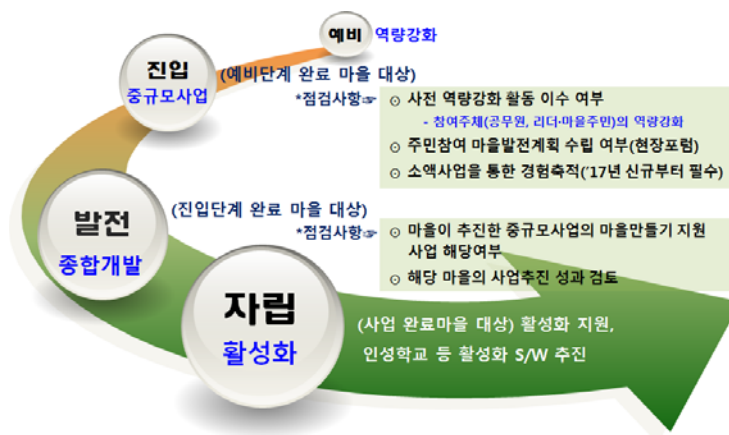 예비 역량강화
진입
중규모사업
(예비단계 완료 마을 대상)
*점검사항☞
⊙ 사전 역량강화 활동 이수 여부
- 참여주체(공무원, 리더·마을주민)의 역량강화
⊙ 주민참여 마을발전계획 수립 여부(현장포럼)
⊙ 소액사업을 통한 경험축적('17년 신규부터 필수)
발전
종합개발
(진입단계 완료 마을 대상)
*점검사항☞
⊙ 마을이 추진한 중규모사업의 마을만들기 지원
사업 해당여부
⊙ 해당 마을의 사업추진 성과 검토
자립
활성화
(사업 완료마을 대상) 활성화 지원,
인성학교 등 활성화 S/W 추진